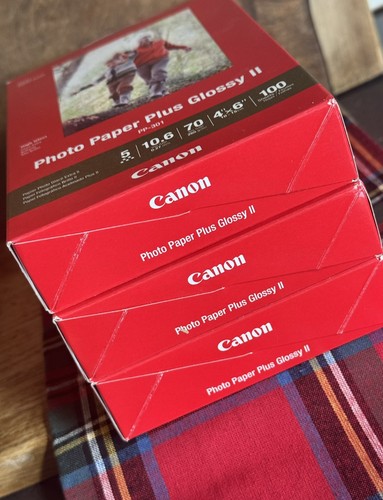 Photo Paper Plus Glossy II
PP-301
5 | 10.6 | 70 | 4"x6" | 100
Canon
Canon
Photo Paper Plus Glossy II
Canon
Photo Paper Plus Glossy II
Canon
Photo Paper Plus Glossy II